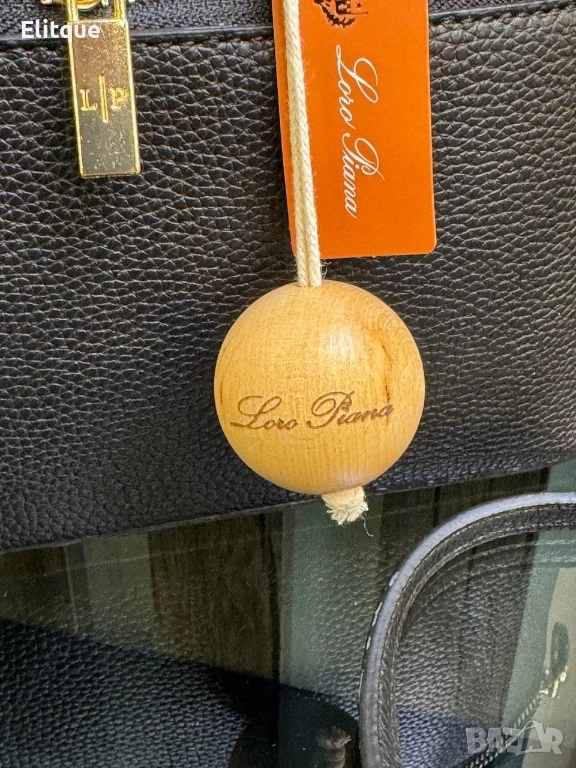 Elitque
L|P
Loro Piana
Loro Piana
BAZAR